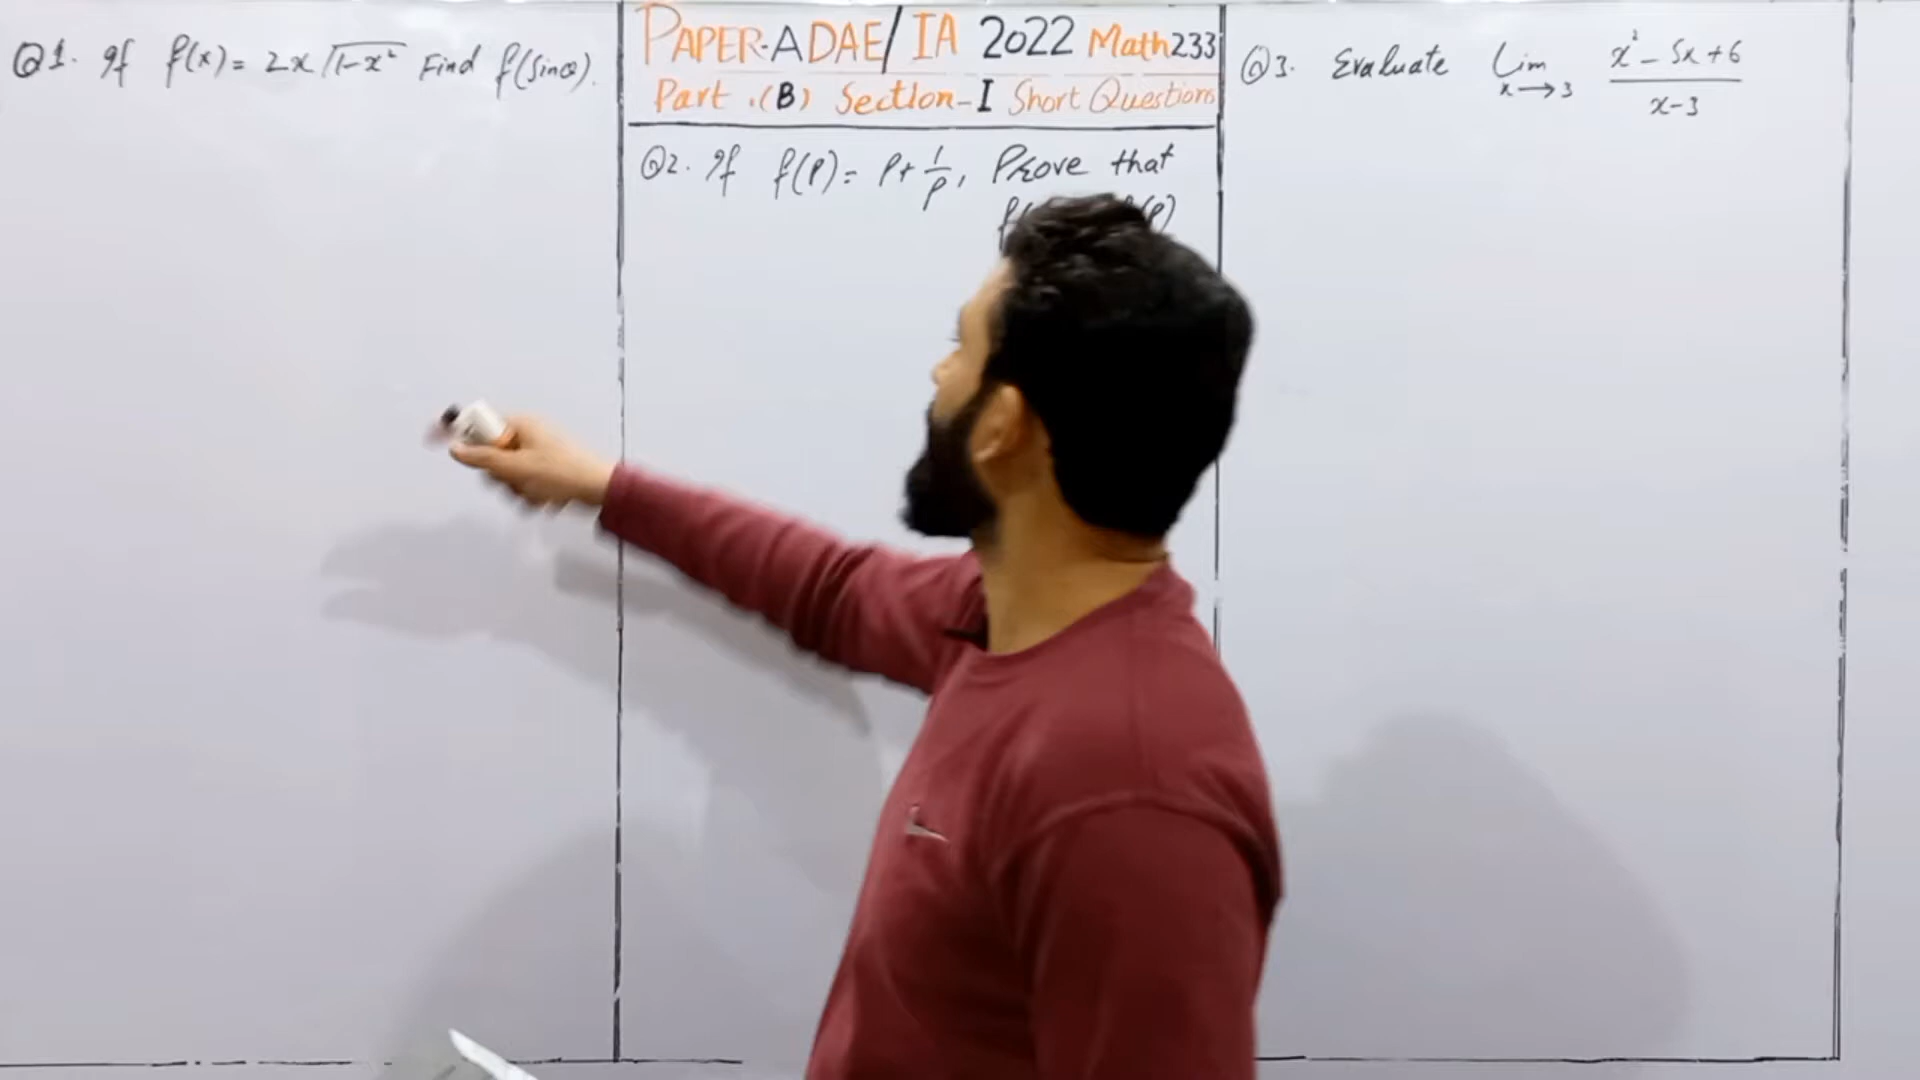 Q1. If f(x) = 2x √1-x² Find f(Sinθ).
PAPER-A DAE/IA 2022 Math233
Part .(B) Section-I Short Questions
Q2. If f(P) = P + 1/P, Prove that
f( (P)
Q3. Evaluate Lim x→3 x² - 5x + 6 / x-3